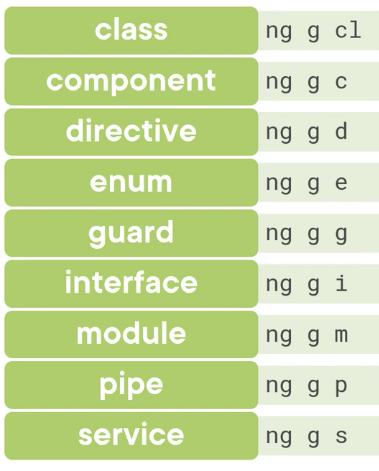 class ng g cl
component ng g c
directive ng g d
enum ng g e
guard ng g g
interface ng g i
module ng g m
pipe ng g p
service ng g s